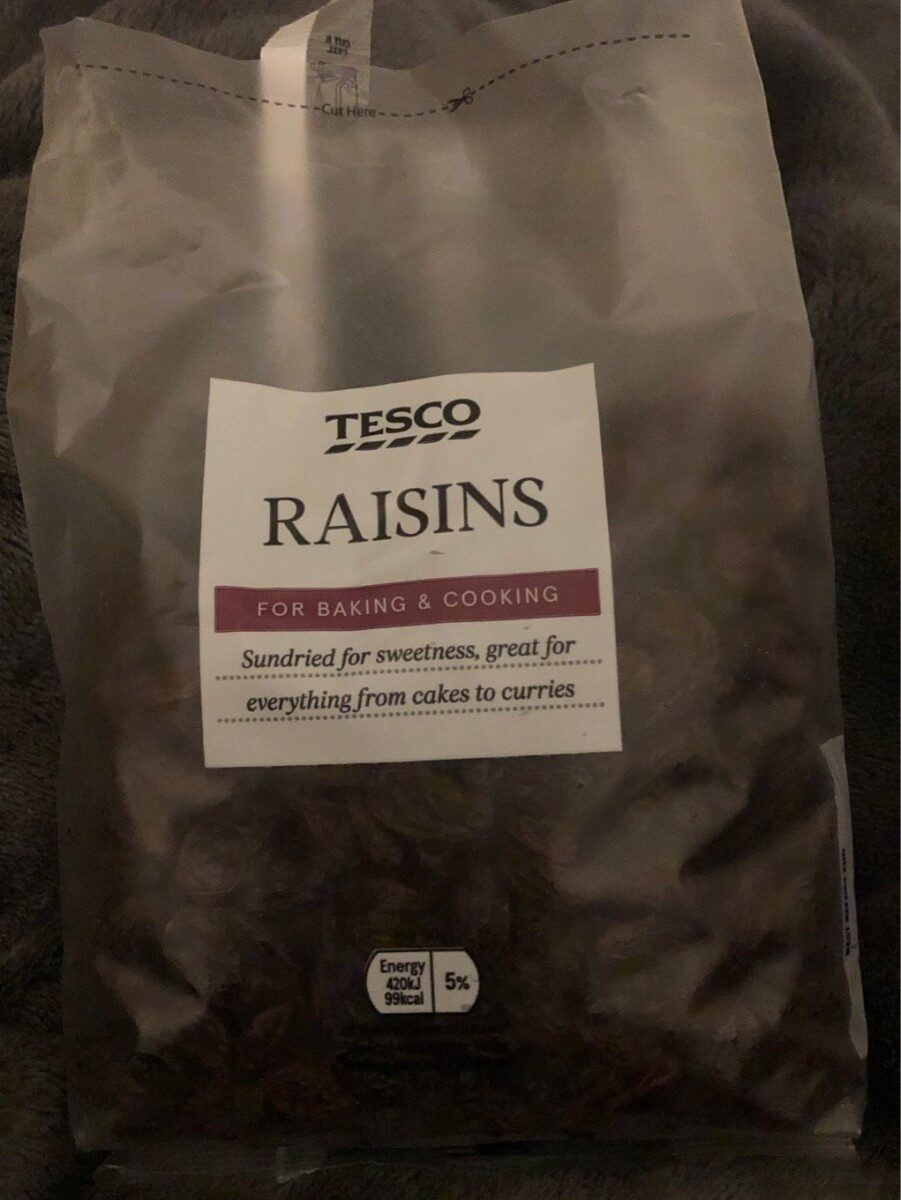 Cut Here
TESCO
RAISINS
FOR BAKING & COOKING
Sundried for sweetness, great for
everything from cakes to curries
Energy
420kJ
99kcal
5%